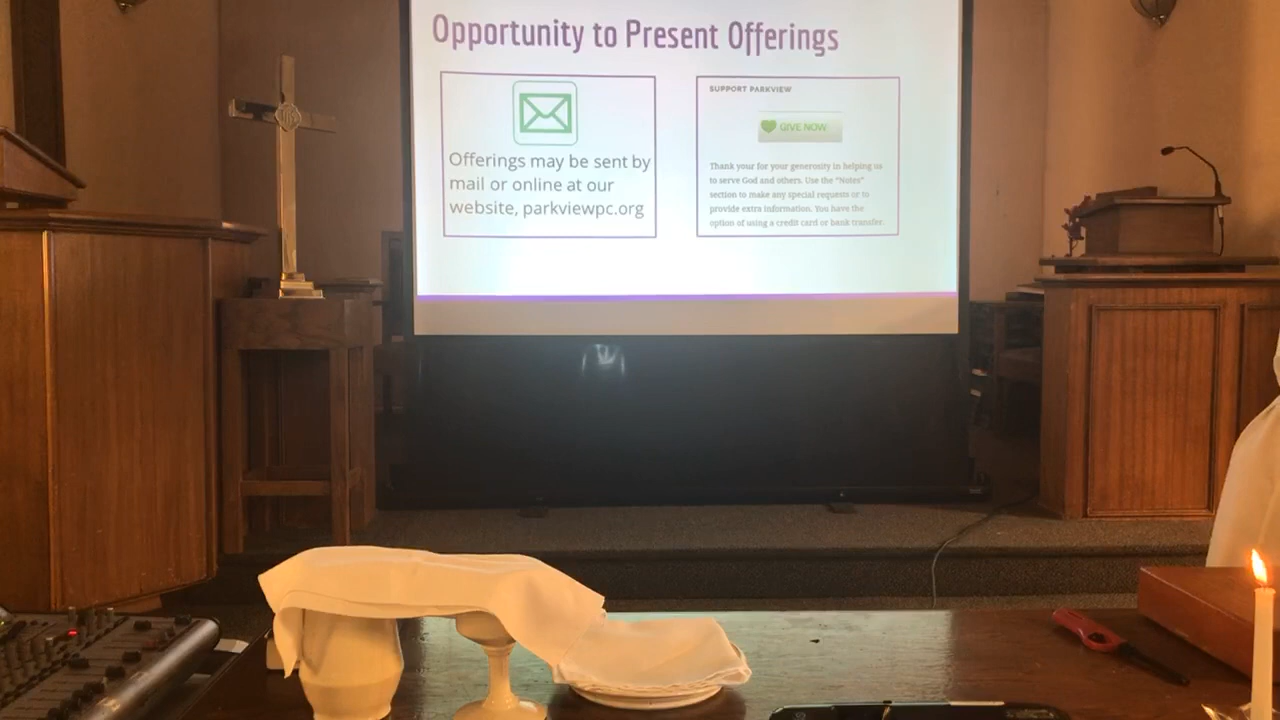 Opportunity to Present Offerings
Offerings may be sent by
mail or online at our
website, parkviewpc.org
SUPPORT PARKVIEW
GIVE NOW
Thank your for your generosity in helping us
to serve God and others. Use the "Notes"
section to make any special requests or to
provide extra information. You have the
option of using a credit card or bank transfer.